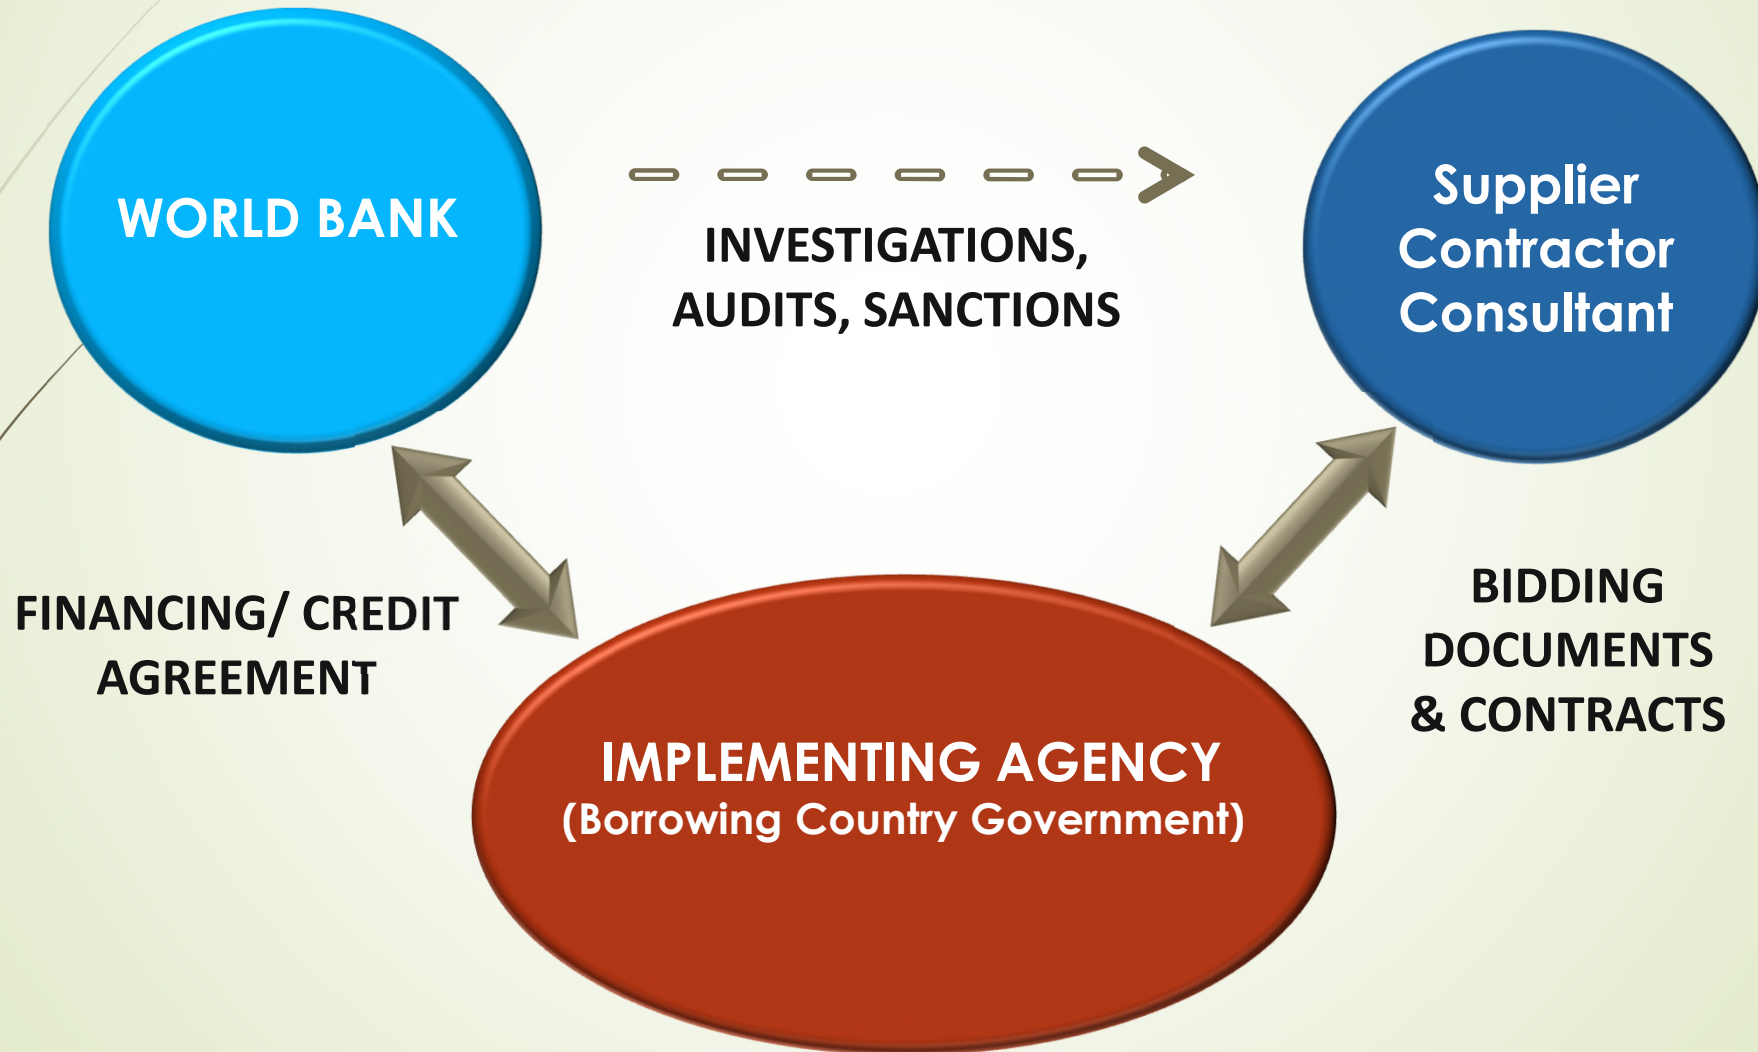 WORLD BANK
INVESTIGATIONS,
AUDITS, SANCTIONS
Supplier
Contractor
Consultant
FINANCING/ CREDIT
AGREEMENT
BIDDING
DOCUMENTS
& CONTRACTS
IMPLEMENTING AGENCY
(Borrowing Country Government)